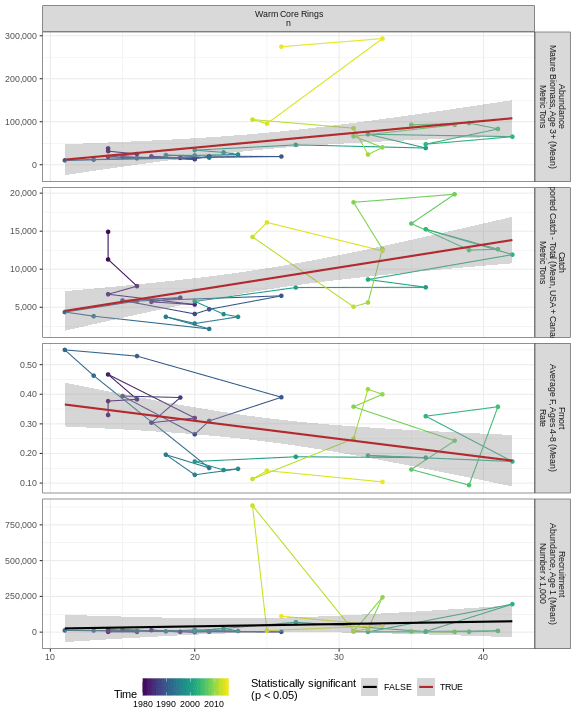 Warm Core Rings
n
300,000
200,000
100,000
0
Abundance
Mature Biomass, Age 3+ (Mean)
Metric Tons
20,000
15,000
10,000
5,000
Catch
ported Catch - Total (Mean, USA + Cana
Metric Tons
0.50
0.40
0.30
0.20
0.10
Fmort
Average F, Ages 4-8 (Mean)
Rate
750,000
500,000
250,000
0
Recruitment
Abundance, Age 1 (Mean)
Number x 1,000
10 20 30 40
Time
1980 1990 2000 2010
Statistically significant
(p < 0.05)
FALSE TRUE